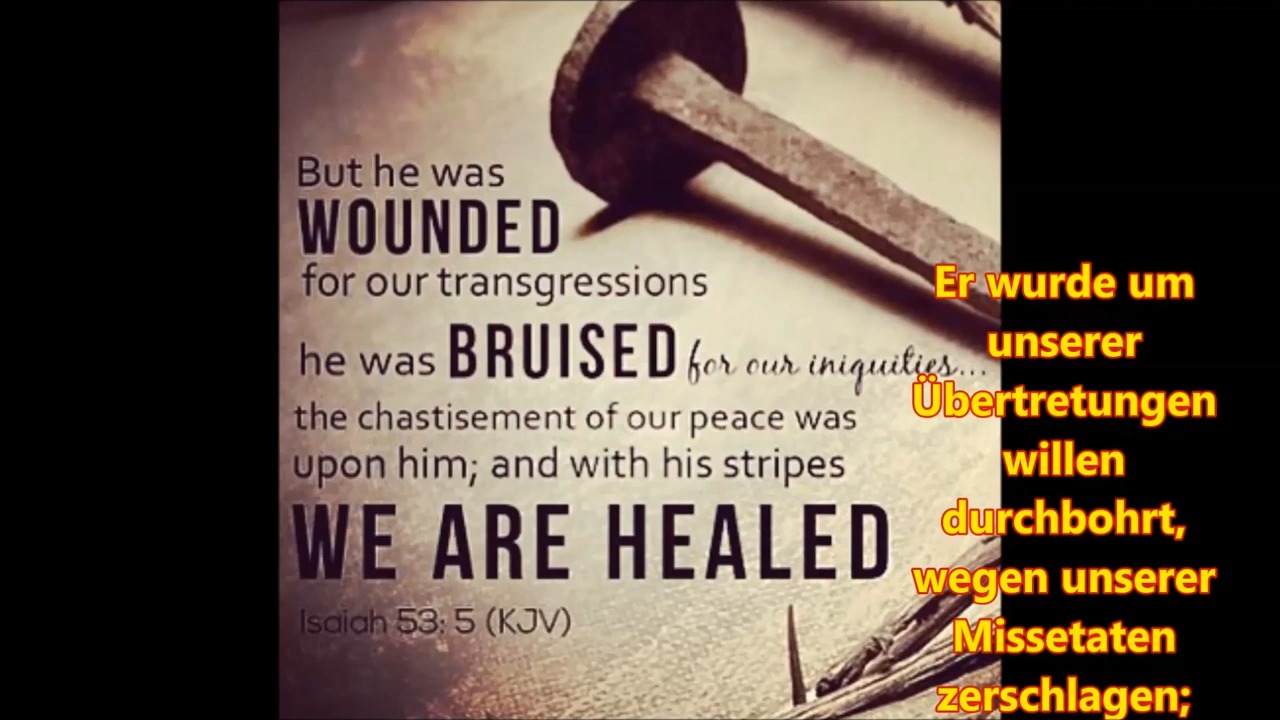 But he was
WOUNDED
for our transgressions
he was BRUISED for our iniquities...
the chastisement of our peace was
upon him; and with his stripes
WE ARE HEALED
Isaiah 53: 5 (KJV)
Er wurde um
unserer
Übertretungen
willen
durchbohrt,
wegen unserer
Missetaten
zerschlagen;